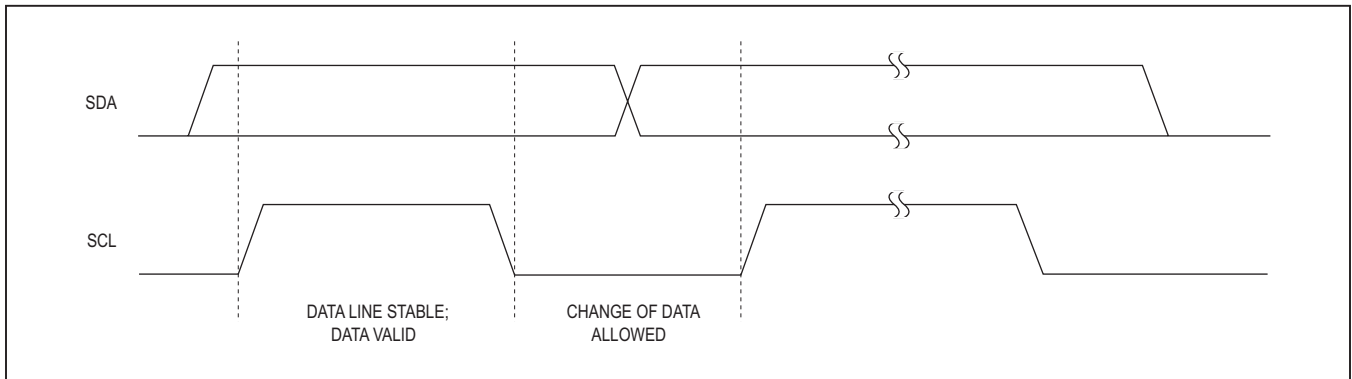 SDA
SCL
DATA LINE STABLE;
DATA VALID
CHANGE OF DATA
ALLOWED